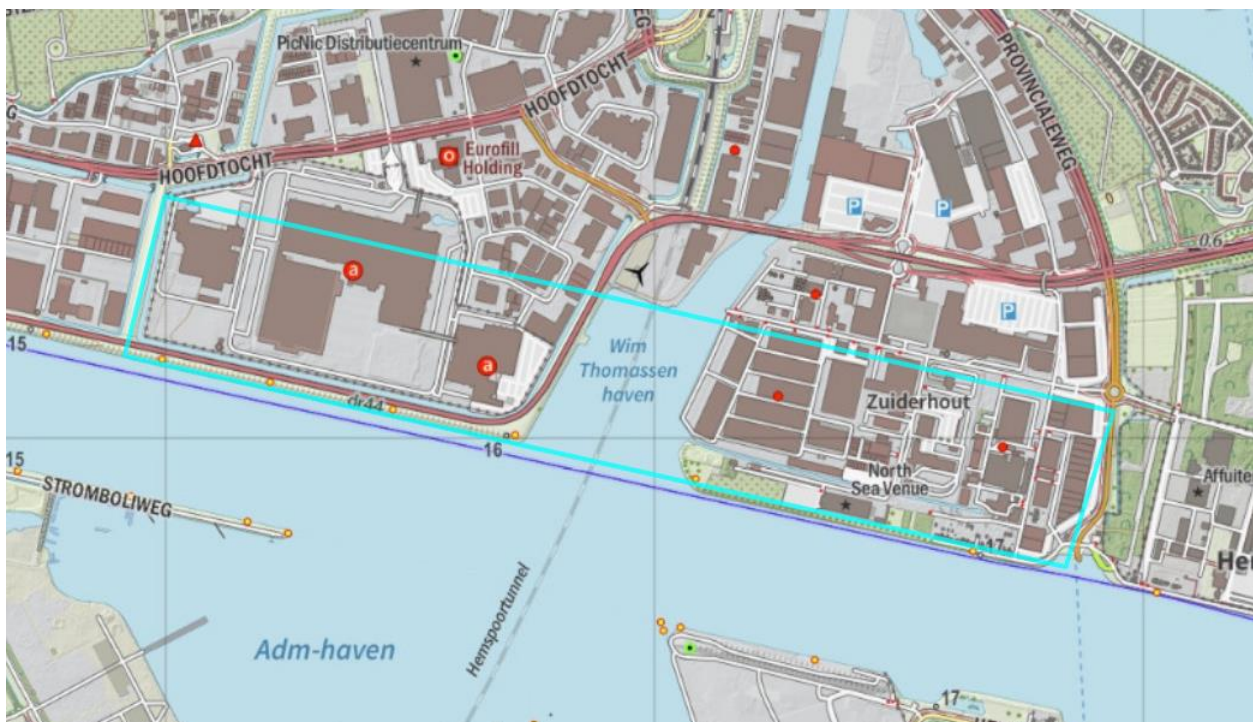 PicNic Distributiecentrum
HOOFDTOCHT
PROVINCIALEWEG
G
HOOFDTOCHT
o
Eurofill
Holding
P
P
0.6
a
P
Wim
Thomassen
haven
15
a
dr44
Zuiderhout
16
15
North
Sea Venue
Affuite
STROMBOLIWEG
17
Her
Hemspoortunnel
Adm-haven
17